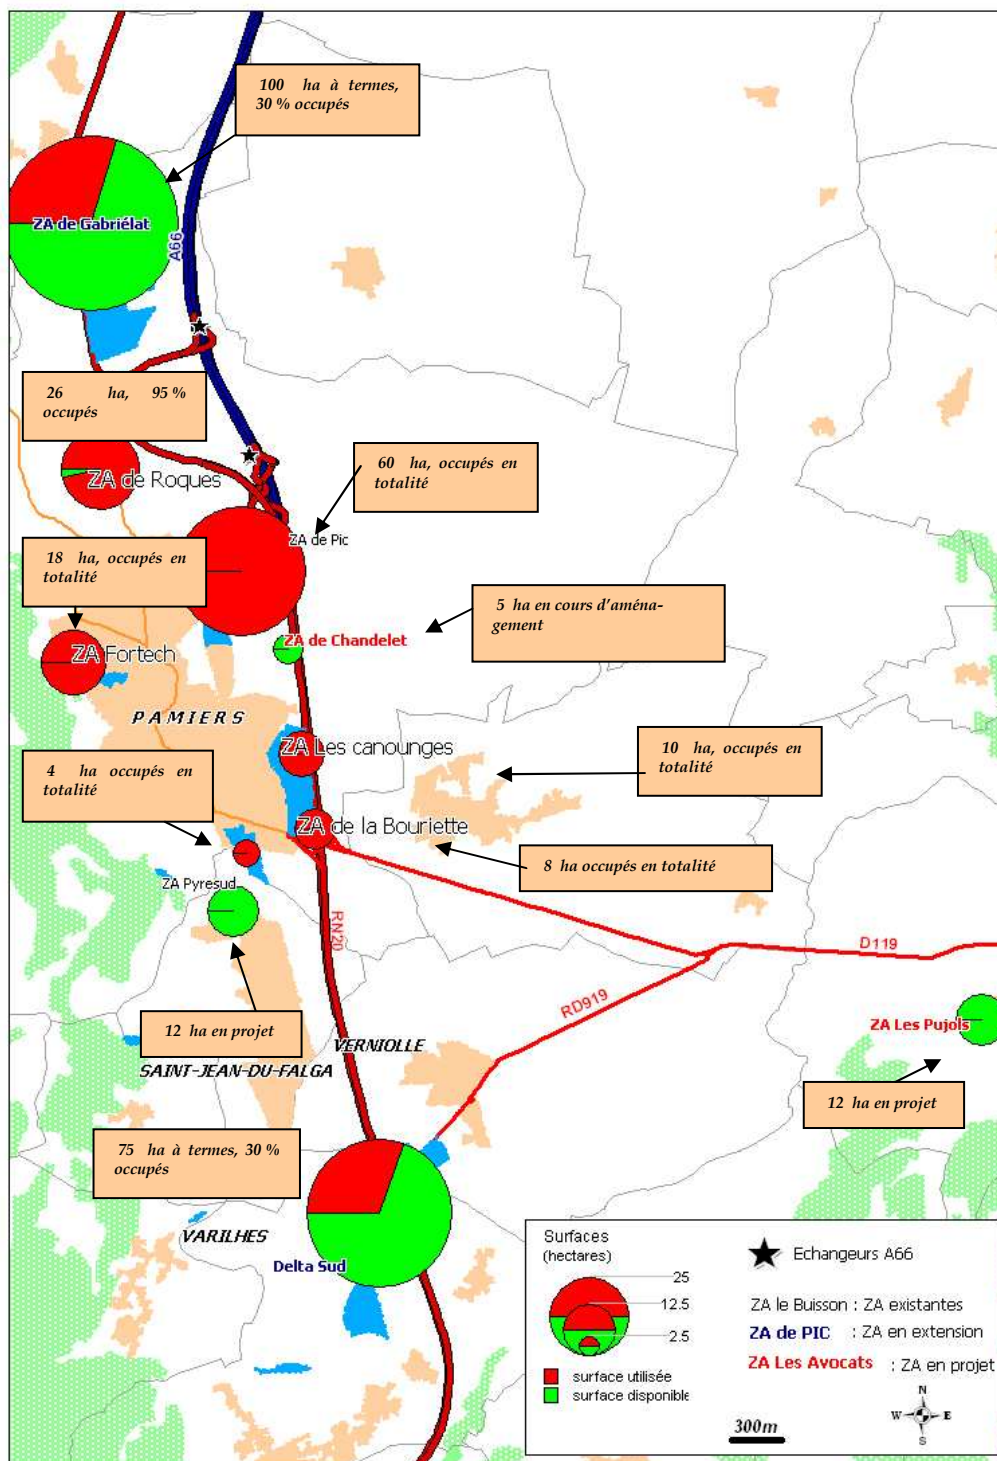 100 ha à termes,
30 % occupés
ZA de Gabriélat
A66
26 ha, 95 %
occupés
60 ha, occupés en
totalité
ZA de Roques
ZA de Pic
18 ha, occupés en
totalité
5 ha en cours d'aména-
gement
ZA de Chandelet
ZA Fortech
PAMIERS
10 ha, occupés en
totalité
ZA Les canounges
4 ha occupés en
totalité
ZA de la Bouriette
8 ha occupés en totalité
ZA Pyresud
RN20
D119
RD919
12 ha en projet
ZA Les Pujols
VERNIOLLE
SAINT-JEAN-DU-FALGA
12 ha en projet
75 ha à termes, 30 %
occupés
VARILHES
Delta Sud
Surfaces
(hectares)
25
12.5
2.5
surface utilisée
surface disponible
Echangeurs A66
ZA le Buisson : ZA existantes
ZA de PIC : ZA en extension
ZA Les Avocats : ZA en projet
N
W E
S
300m